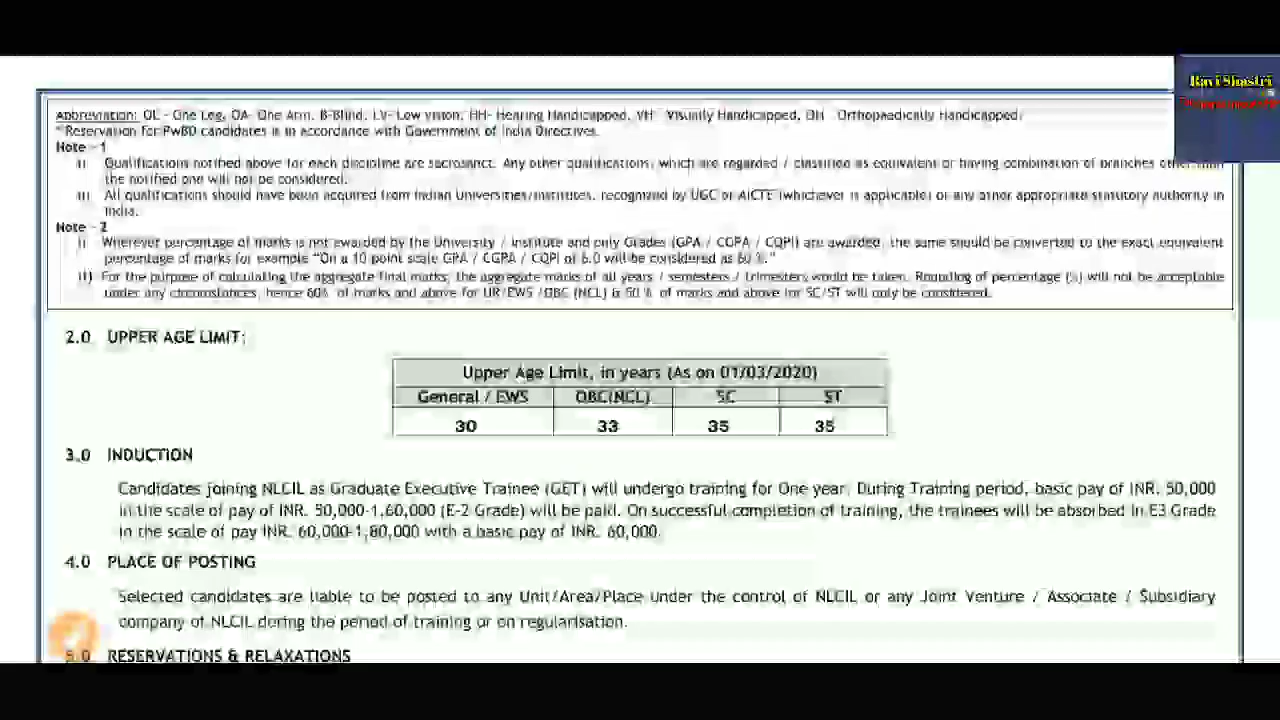 Ravi Shastri
Abbreviation: OL - One Leg, OA- One Arm, B-Blind, LV- Low vision, HH- Hearing Handicapped, VH Visually Handicapped, OH Orthopaedically Handicapped.
*Reservation for PwBD candidates is in accordance with Government of India Directives.
Note - 1
i) Qualifications notified above for each discipline are sacrosanct. Any other qualifications, which are regarded / classified as equivalent or having combination of branches other than
the notified one will not be considered.
ii) All qualifications should have been acquired from Indian Universities/Institutes, recognized by UGC or AICTE (whichever is applicable) or any other appropriate statutory authority in
India.
Note - 2
i) Wherever percentage of marks is not awarded by the University / Institute and only Grades (GPA / CGPA / CQPI) are awarded, the same should be converted to the exact equivalent
percentage of marks for example "On a 10 point scale GPA / CGPA / CQPI of 6.0 will be considered as 60 %."
ii) For the purpose of calculating the aggregate final marks, the aggregate marks of all years / semesters / trimesters would be taken. Rounding of percentage (%) will not be acceptable
under any circumstances, hence 60% of marks and above for UR/EWS /OBC (NCL) & 50 % of marks and above for SC/ST will only be considered.
2.0 UPPER AGE LIMIT:
Upper Age Limit, in years (As on 01/03/2020)
General / EWS OBC(NCL) SC ST
30 33 35 35
3.0 INDUCTION
Candidates joining NLCIL as Graduate Executive Trainee (GET) will undergo training for One year. During Training period, basic pay of INR. 50,000
in the scale of pay of INR. 50,000-1,60,000 (E-2 Grade) will be paid. On successful completion of training, the trainees will be absorbed in E3 Grade
in the scale of pay INR. 60,000-1,80,000 with a basic pay of INR. 60,000.
4.0 PLACE OF POSTING
Selected candidates are liable to be posted to any Unit/Area/Place under the control of NLCIL or any Joint Venture / Associate / Subsidiary
company of NLCIL during the period of training or on regularisation.
5.0 RESERVATIONS & RELAXATIONS